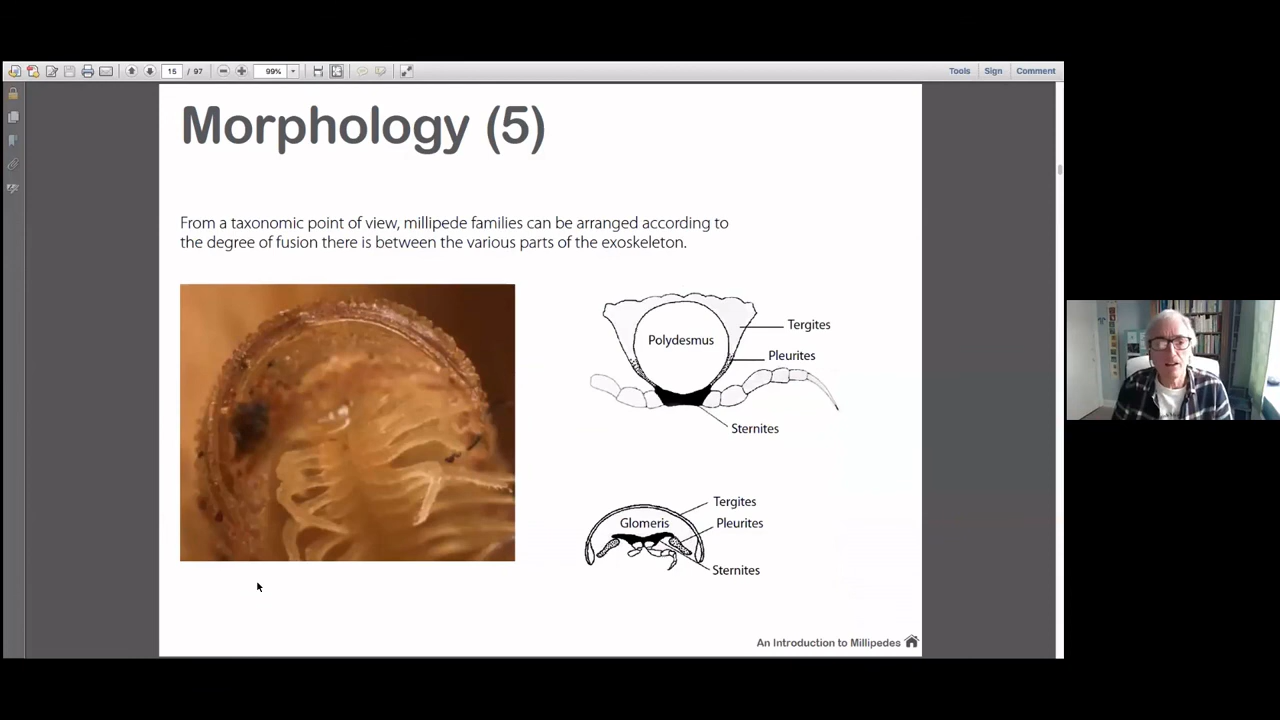 15 / 97
99%
Tools
Sign
Comment
Morphology (5)
From a taxonomic point of view, millipede families can be arranged according to
the degree of fusion there is between the various parts of the exoskeleton.
Polydesmus
Tergites
Pleurites
Sternites
Glomeris
Tergites
Pleurites
Sternites
An Introduction to Millipedes